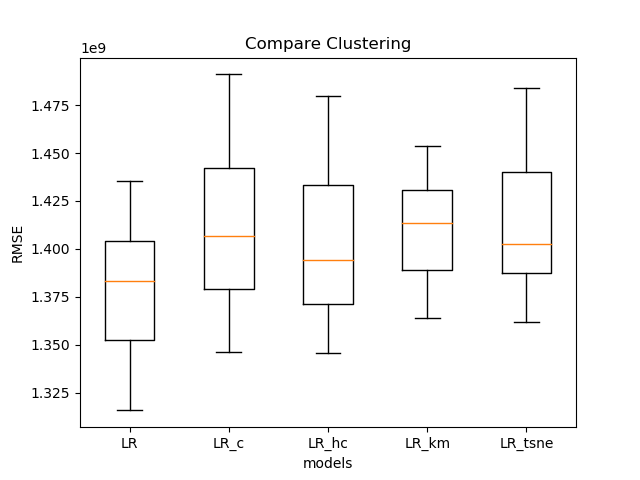 Compare Clustering
1e9
1.475
1.450
1.425
1.400
1.375
1.350
1.325
RMSE
LR LR_c LR_hc LR_km LR_tsne
models